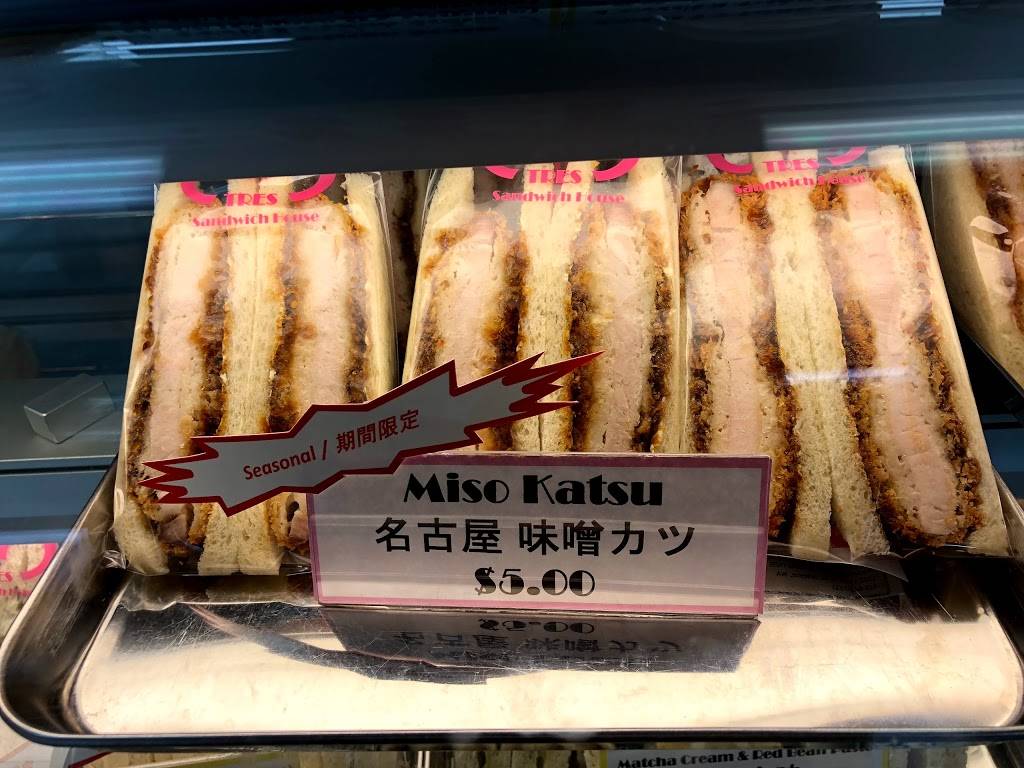 TRES
Sandwich House
TRES
Sandwich House
TRES
Sandwich House
Seasonal / 期間限定
Miso Katsu
名古屋 味噌カツ
$5.00
Matcha Cream & Red Bean Paste